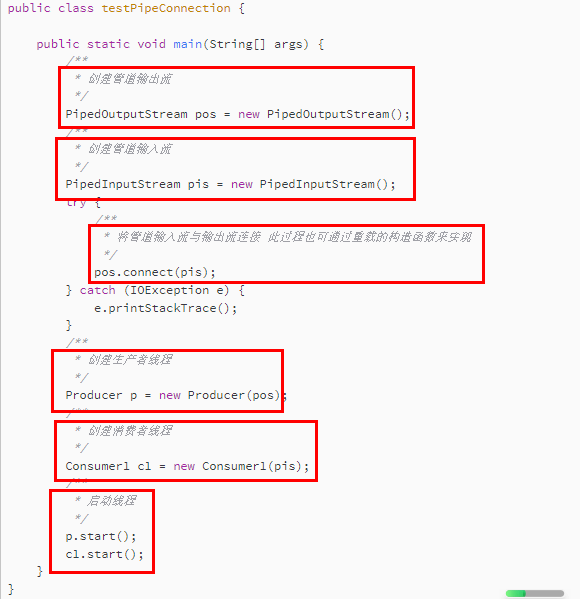 public class testPipeConnection {
public static void main(String[] args) {
/**
* 创建管道输出流
*/
PipedOutputStream pos = new PipedOutputStream();
/**
* 创建管道输入流
*/
PipedInputStream pis = new PipedInputStream();
try {
/**
* 将管道输入流与输出流连接 此过程也可通过重载的构造函数来实现
*/
pos.connect(pis);
} catch (IOException e) {
e.printStackTrace();
}
/**
* 创建生产者线程
*/
Producer p = new Producer(pos);
/**
* 创建消费者线程
*/
Consumerl cl = new Consumerl(pis);
/**
* 启动线程
*/
p.start();
cl.start();
}
}